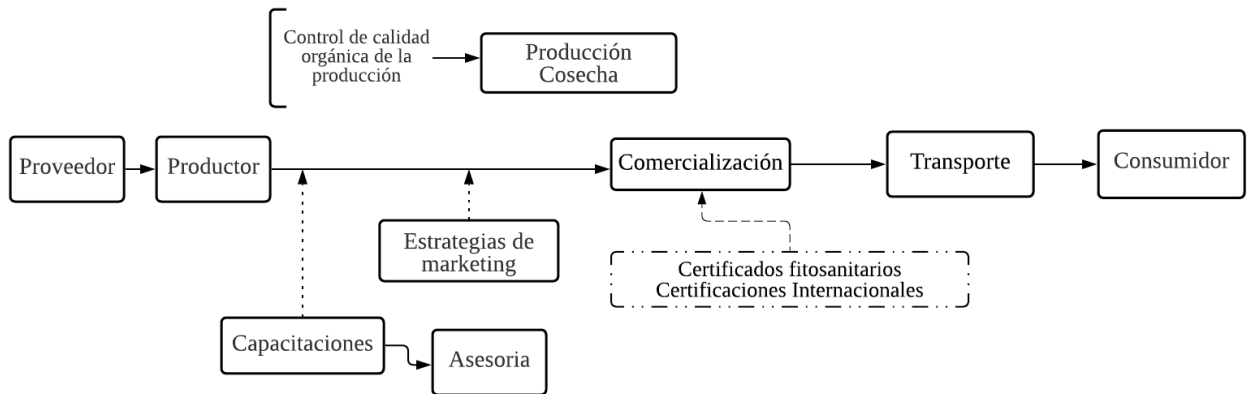 Control de calidad
orgánica de la
producción
Producción
Cosecha
Proveedor
Productor
Comercialización
Transporte
Consumidor
Estrategias de
marketing
Certificados fitosanitarios
Certificaciones Internacionales
Capacitaciones
Asesoria